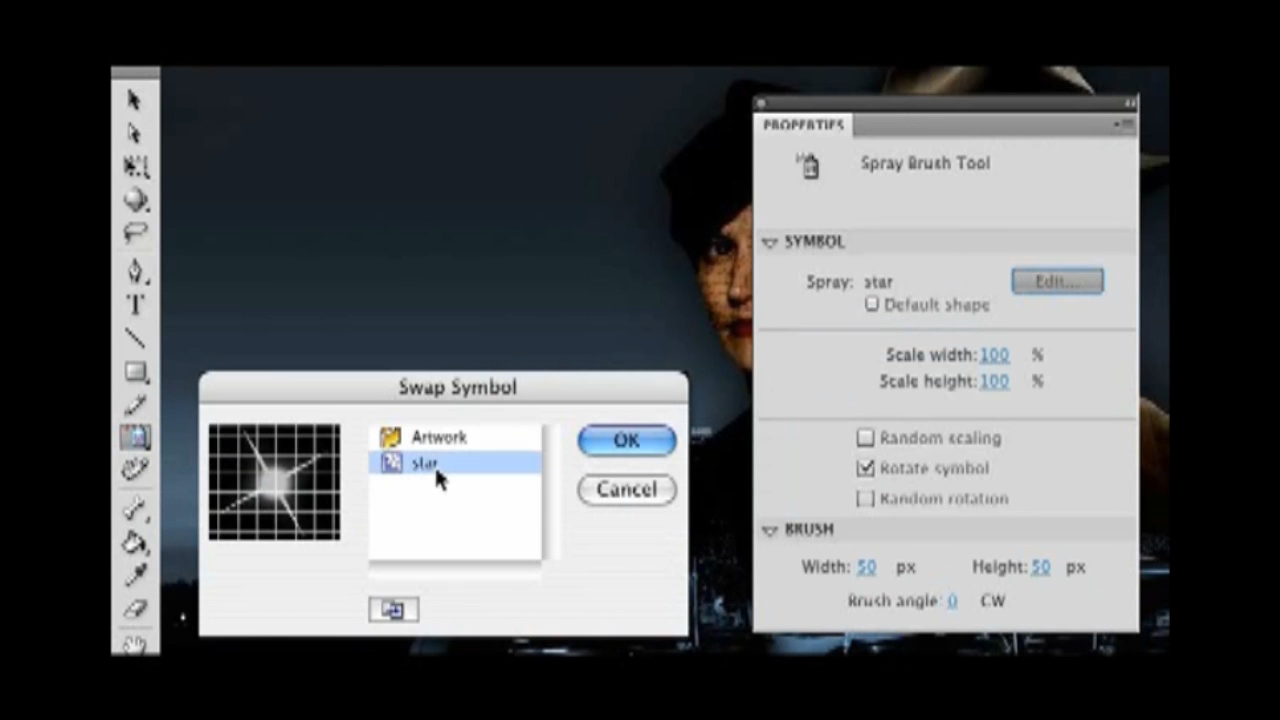 PROPERTIES
Spray Brush Tool
SYMBOL
Spray: star
Edit...
Default shape
Scale width: 100 %
Scale height: 100 %
Random scaling
Rotate symbol
Random rotation
BRUSH
Width: 50 px Height: 50 px
Brush angle: 0 CW
Swap Symbol
Artwork
star
OK
Cancel
T